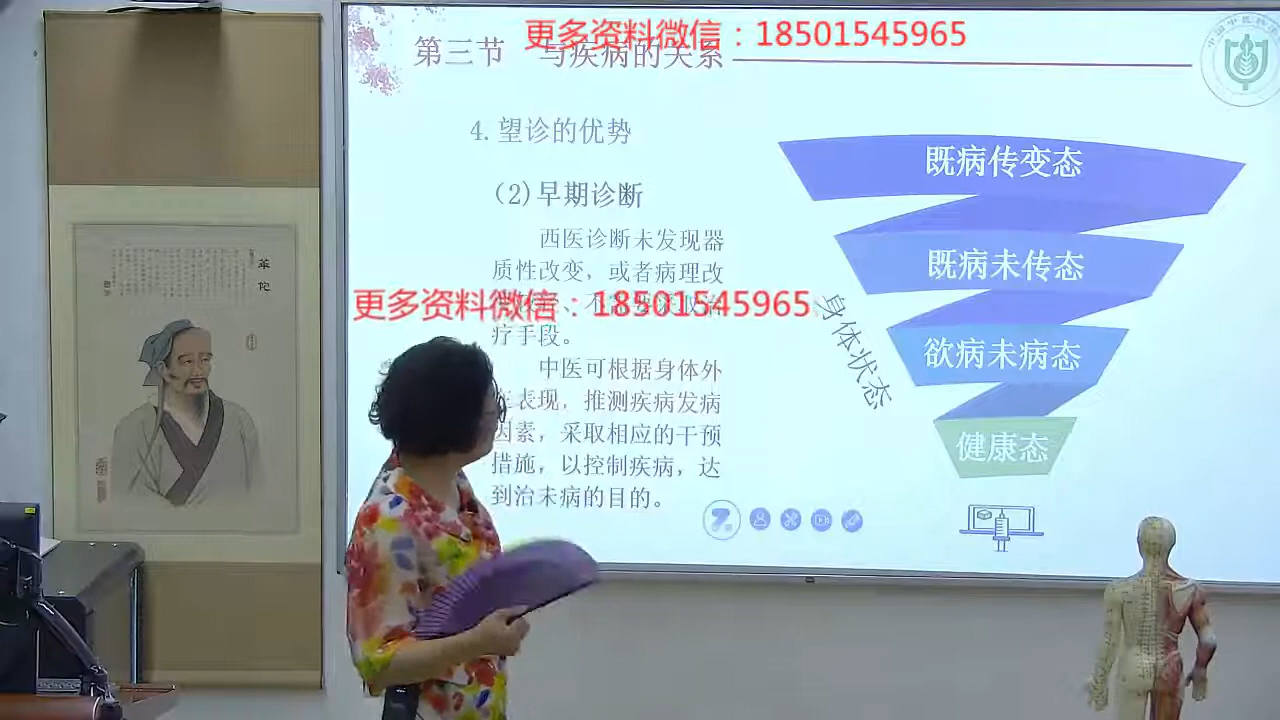 更多资料微信：18501545965
第三节 与疾病的关系
4.望诊的优势
(2)早期诊断
西医诊断未发现器
质性改变，或者病理改
更多资料微信：18501545965
疗手段。
中医可根据身体外
表现，推测疾病发病
因素，采取相应的干预
措施，以控制疾病，达
到治未病的目的。
既病传变态
既病未传态
欲病未病态
健康态
身体状态
华佗